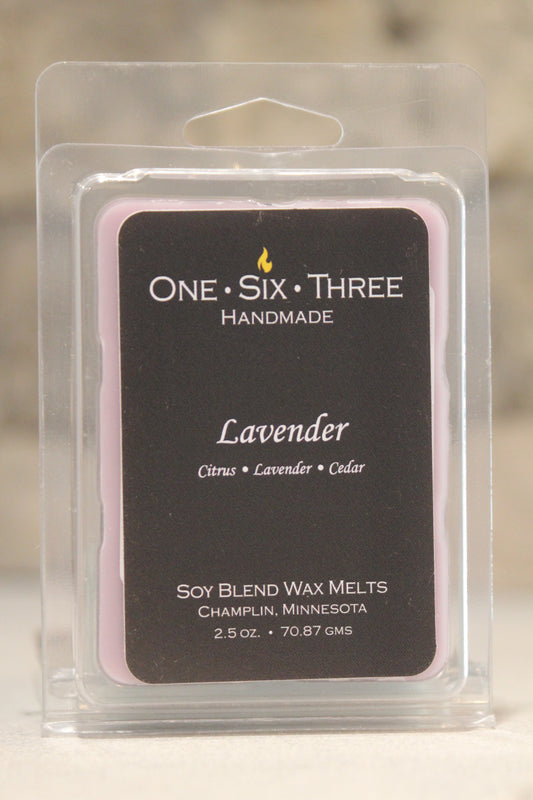 One • Six • Three
Handmade
Lavender
Citrus • Lavender • Cedar
Soy Blend Wax Melts
Champlin, Minnesota
2.5 oz. • 70.87 gms